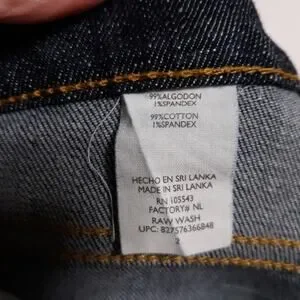 99%ALGODON
1%SPANDEX
99%COTTON
1%SPANDEX
HECHO EN SRI LANKA
MADE IN SRI LANKA
RN 105543
FACTORY# NL
RAW WASH
UPC: 827576366848
2